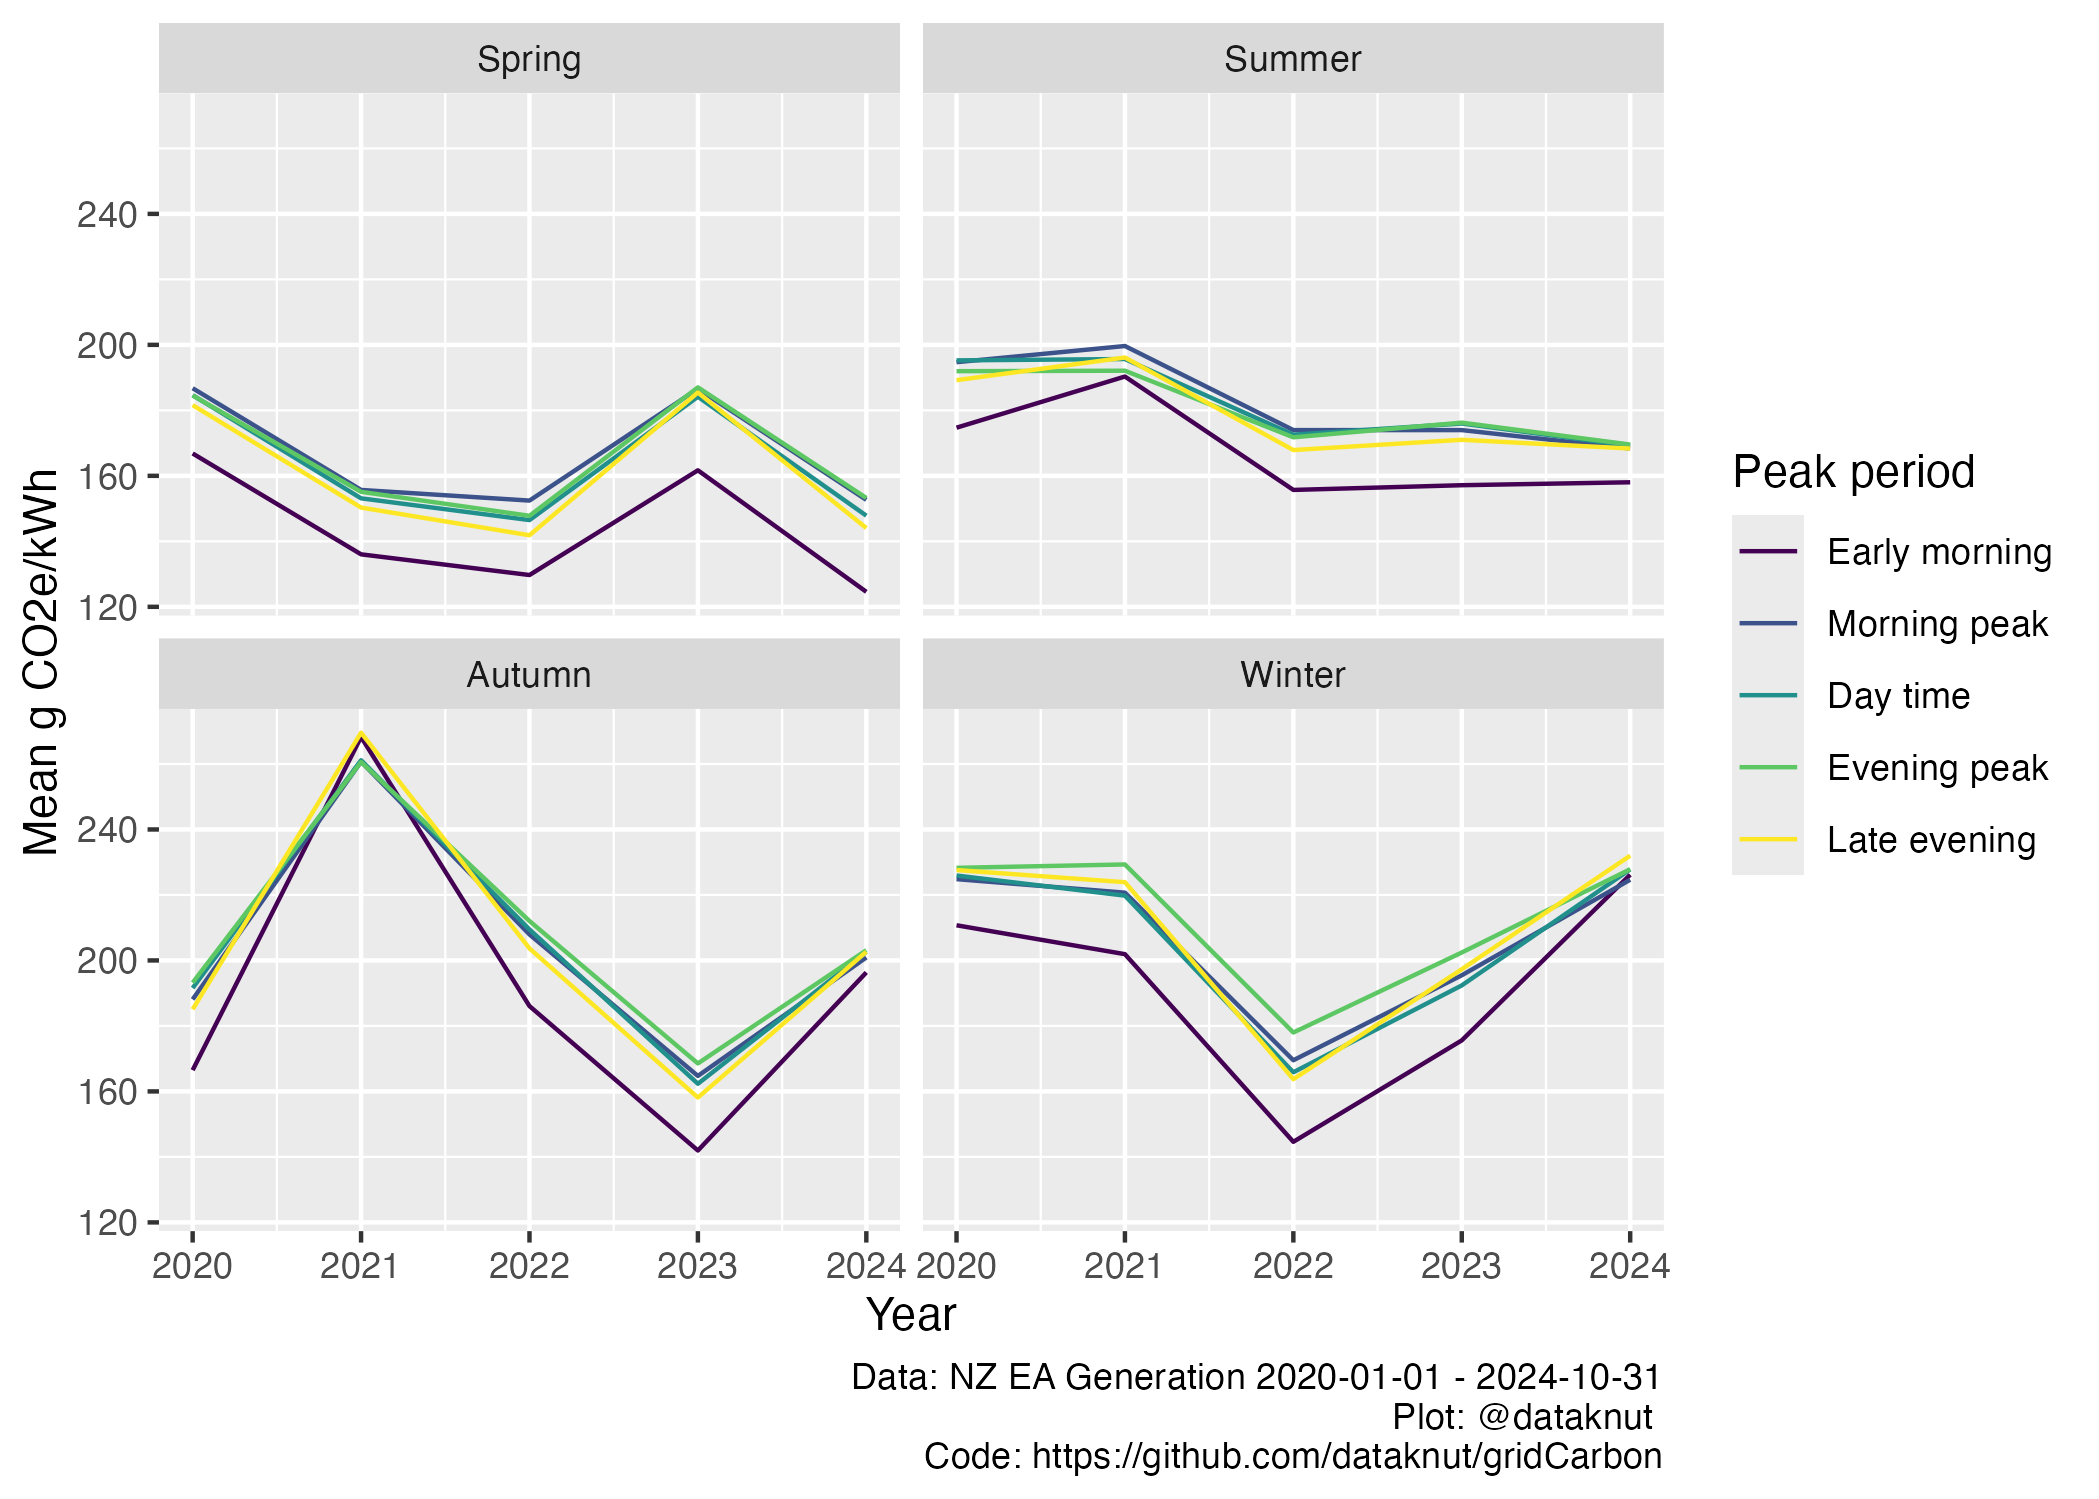 Spring
Summer
240
200
160
120
Autumn
Winter
240
200
160
120
2020 2021 2022 2023 2024
2020 2021 2022 2023 2024
Mean g CO2e/kWh
Year
Peak period
Early morning
Morning peak
Day time
Evening peak
Late evening
Data: NZ EA Generation 2020-01-01 - 2024-10-31
Plot: @dataknut
Code: https://github.com/dataknut/gridCarbon